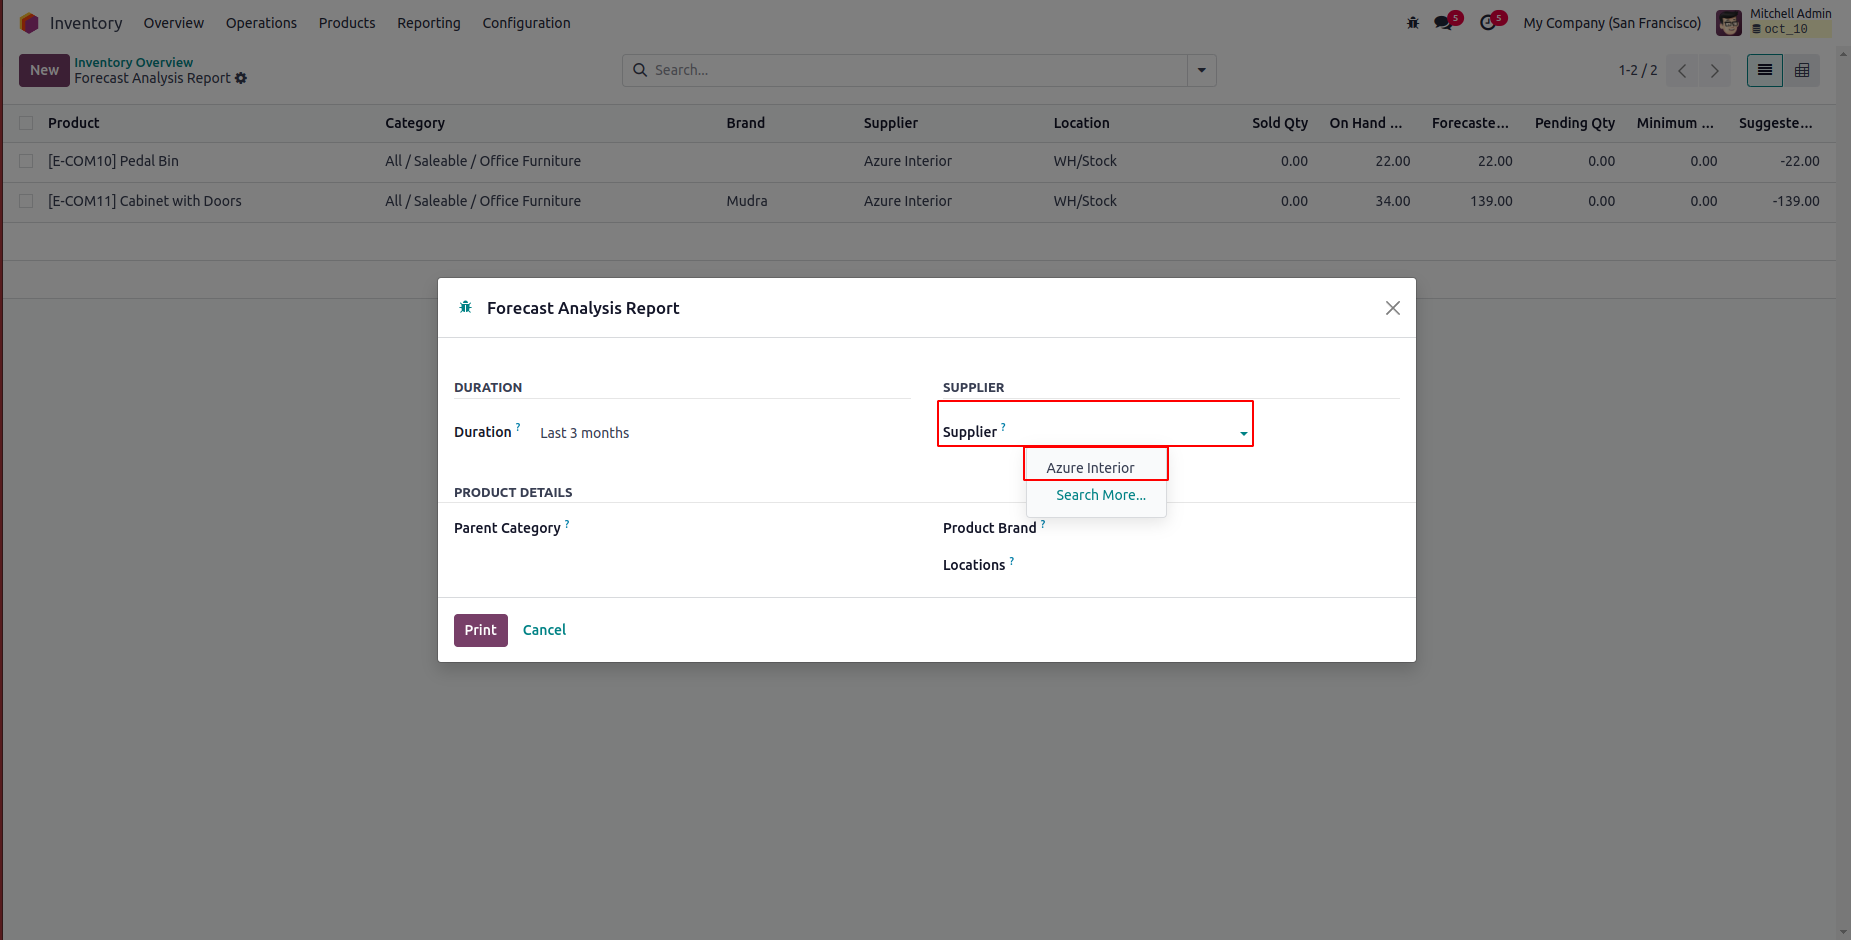 Inventory Overview Operations Products Reporting Configuration 5 5 My Company (San Francisco) Mitchell Admin
oct_10
New Inventory Overview
Forecast Analysis Report
Search...
1-2 / 2
Product Category Brand Supplier Location Sold Qty On Hand ... Forecaste... Pending Qty Minimum ... Suggeste...
[E-COM10] Pedal Bin All / Saleable / Office Furniture Azure Interior WH/Stock 0.00 22.00 22.00 0.00 0.00 -22.00
[E-COM11] Cabinet with Doors All / Saleable / Office Furniture Mudra Azure Interior WH/Stock 0.00 34.00 139.00 0.00 0.00 -139.00
Forecast Analysis Report
DURATION SUPPLIER
Duration ? Last 3 months Supplier ?
Azure Interior
Search More...
PRODUCT DETAILS
Parent Category ? Product Brand ?
Locations ?
Print Cancel